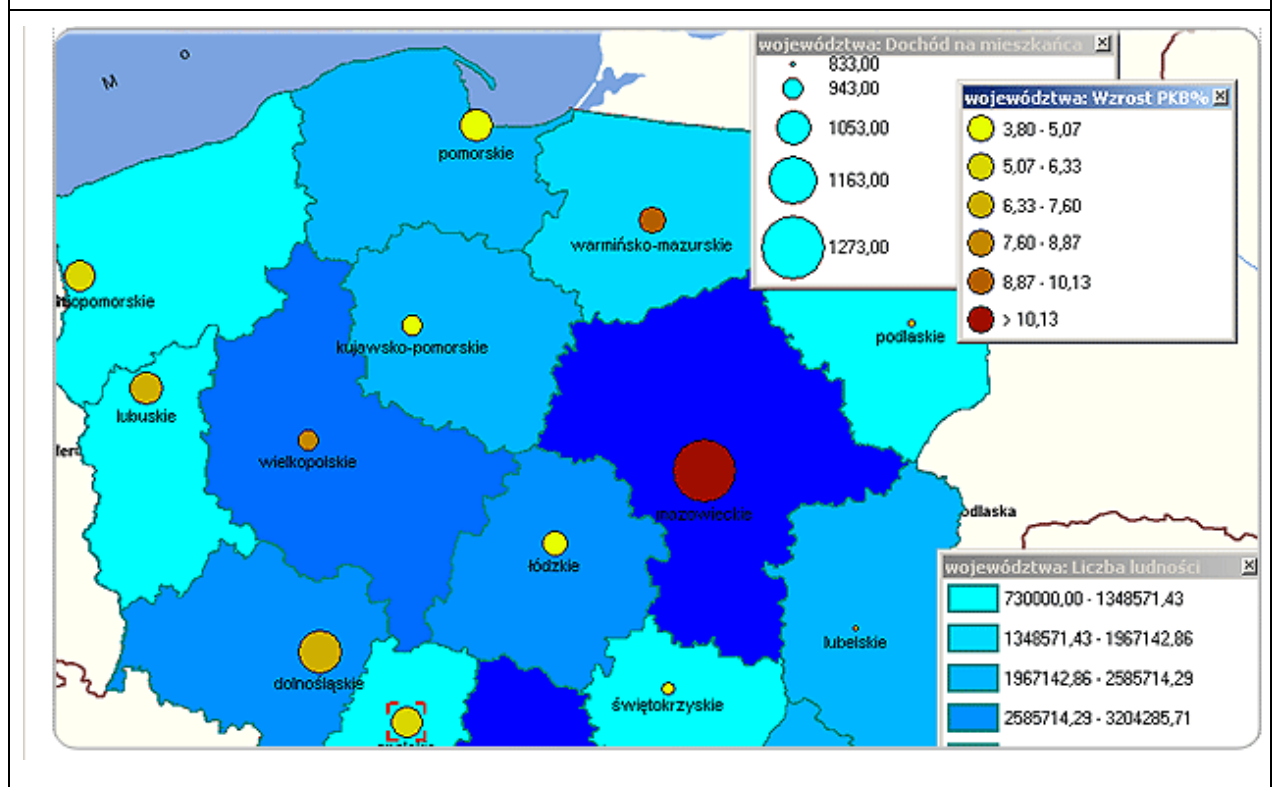 M o
województwa: Dochód na mieszkańca
833,00
943,00
1053,00
1163,00
1273,00
województwa: Wzrost PKB%
3,80 - 5,07
5,07 - 6,33
6,33 - 7,60
7,60 - 8,87
8,87 - 10,13
> 10,13
pomorskie
warmińsko-mazurskie
kujawsko-pomorskie
podlaskie
lubuskie
wielkopolskie
mazowieckie
odlaska
łódzkie
lubelskie
dolnośląskie
świętokrzyskie
województwa: Liczba ludności
730000,00 - 1348571,43
1348571,43 - 1967142,86
1967142,86 - 2585714,29
2585714,29 - 3204285,71